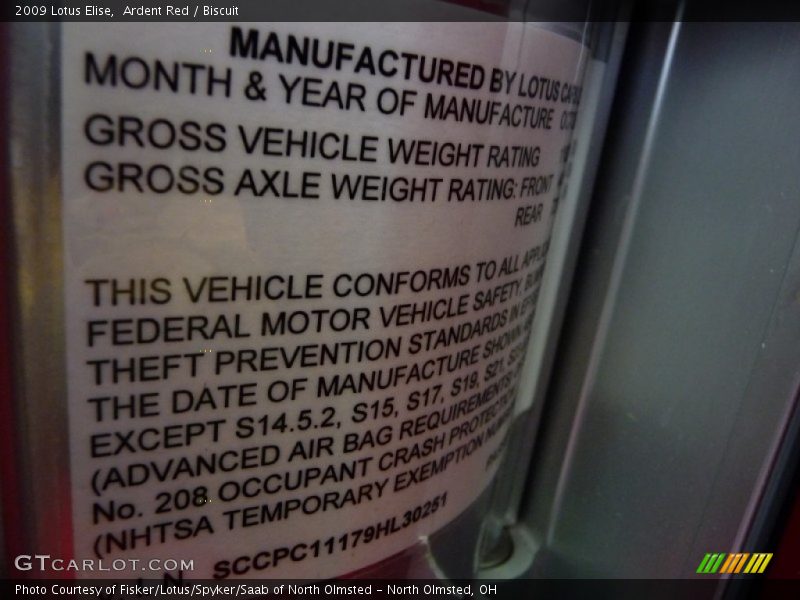 2009 Lotus Elise, Ardent Red / Biscuit
MANUFACTURED BY LOTUS
MONTH & YEAR OF MANUFACTURE
GROSS VEHICLE WEIGHT RATING
GROSS AXLE WEIGHT RATING: FRONT
REAR
THIS VEHICLE CONFORMS TO ALL
FEDERAL MOTOR VEHICLE SAFETY,
THEFT PREVENTION STANDARDS IN
THE DATE OF MANUFACTURE SHOWN
EXCEPT S14.5.2, S15, S17, S19, S21,
(ADVANCED AIR BAG REQUIREMENTS
No. 208 OCCUPANT CRASH
(NHTSA TEMPORARY EXEMPTION
SCCPC11179HL30251
GTCARLOT.COM
Photo Courtesy of Fisker/Lotus/Spyker/Saab of North Olmsted - North Olmsted, OH